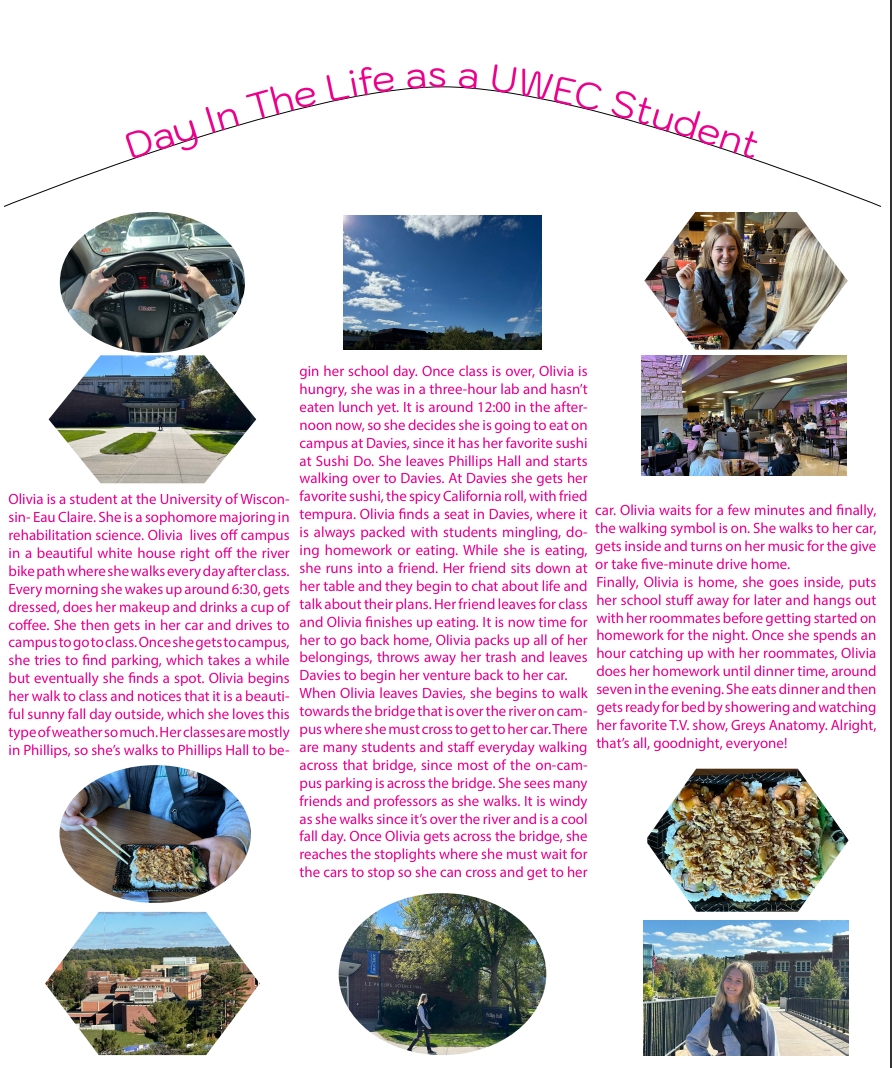 Day In The Life as a UWEC Student
Olivia is a student at the University of Wiscon-
sin- Eau Claire. She is a sophomore majoring in
rehabilitation science. Olivia lives off campus
in a beautiful white house right off the river
bike path where she walks every day after class.
Every morning she wakes up around 6:30, gets
dressed, does her makeup and drinks a cup of
coffee. She then gets in her car and drives to
campus to go to class. Once she gets to campus,
she tries to find parking, which takes a while
but eventually she finds a spot. Olivia begins
her walk to class and notices that it is a beauti-
ful sunny fall day outside, which she loves this
type of weather so much. Her classes are mostly
in Phillips, so she's walks to Phillips Hall to be-
gin her school day. Once class is over, Olivia is
hungry, she was in a three-hour lab and hasn't
eaten lunch yet. It is around 12:00 in the after-
noon now, so she decides she is going to eat on
campus at Davies, since it has her favorite sushi
at Sushi Do. She leaves Phillips Hall and starts
walking over to Davies. At Davies she gets her
favorite sushi, the spicy California roll, with fried
tempura. Olivia finds a seat in Davies, where it
is always packed with students mingling, do-
ing homework or eating. While she is eating,
she runs into a friend. Her friend sits down at
her table and they begin to chat about life and
talk about their plans. Her friend leaves for class
and Olivia finishes up eating. It is now time for
her to go back home, Olivia packs up all of her
belongings, throws away her trash and leaves
Davies to begin her venture back to her car.
When Olivia leaves Davies, she begins to walk
towards the bridge that is over the river on cam-
pus where she must cross to get to her car. There
are many students and staff everyday walking
across that bridge, since most of the on-cam-
pus parking is across the bridge. She sees many
friends and professors as she walks. It is windy
as she walks since it's over the river and is a cool
fall day. Once Olivia gets across the bridge, she
reaches the stoplights where she must wait for
the cars to stop so she can cross and get to her
car. Olivia waits for a few minutes and finally,
the walking symbol is on. She walks to her car,
gets inside and turns on her music for the give
or take five-minute drive home.
Finally, Olivia is home, she goes inside, puts
her school stuff away for later and hangs out
with her roommates before getting started on
homework for the night. Once she spends an
hour catching up with her roommates, Olivia
does her homework until dinner time, around
seven in the evening. She eats dinner and then
gets ready for bed by showering and watching
her favorite T.V. show, Greys Anatomy. Alright,
that's all, goodnight, everyone!
GMC
Phillips Hall